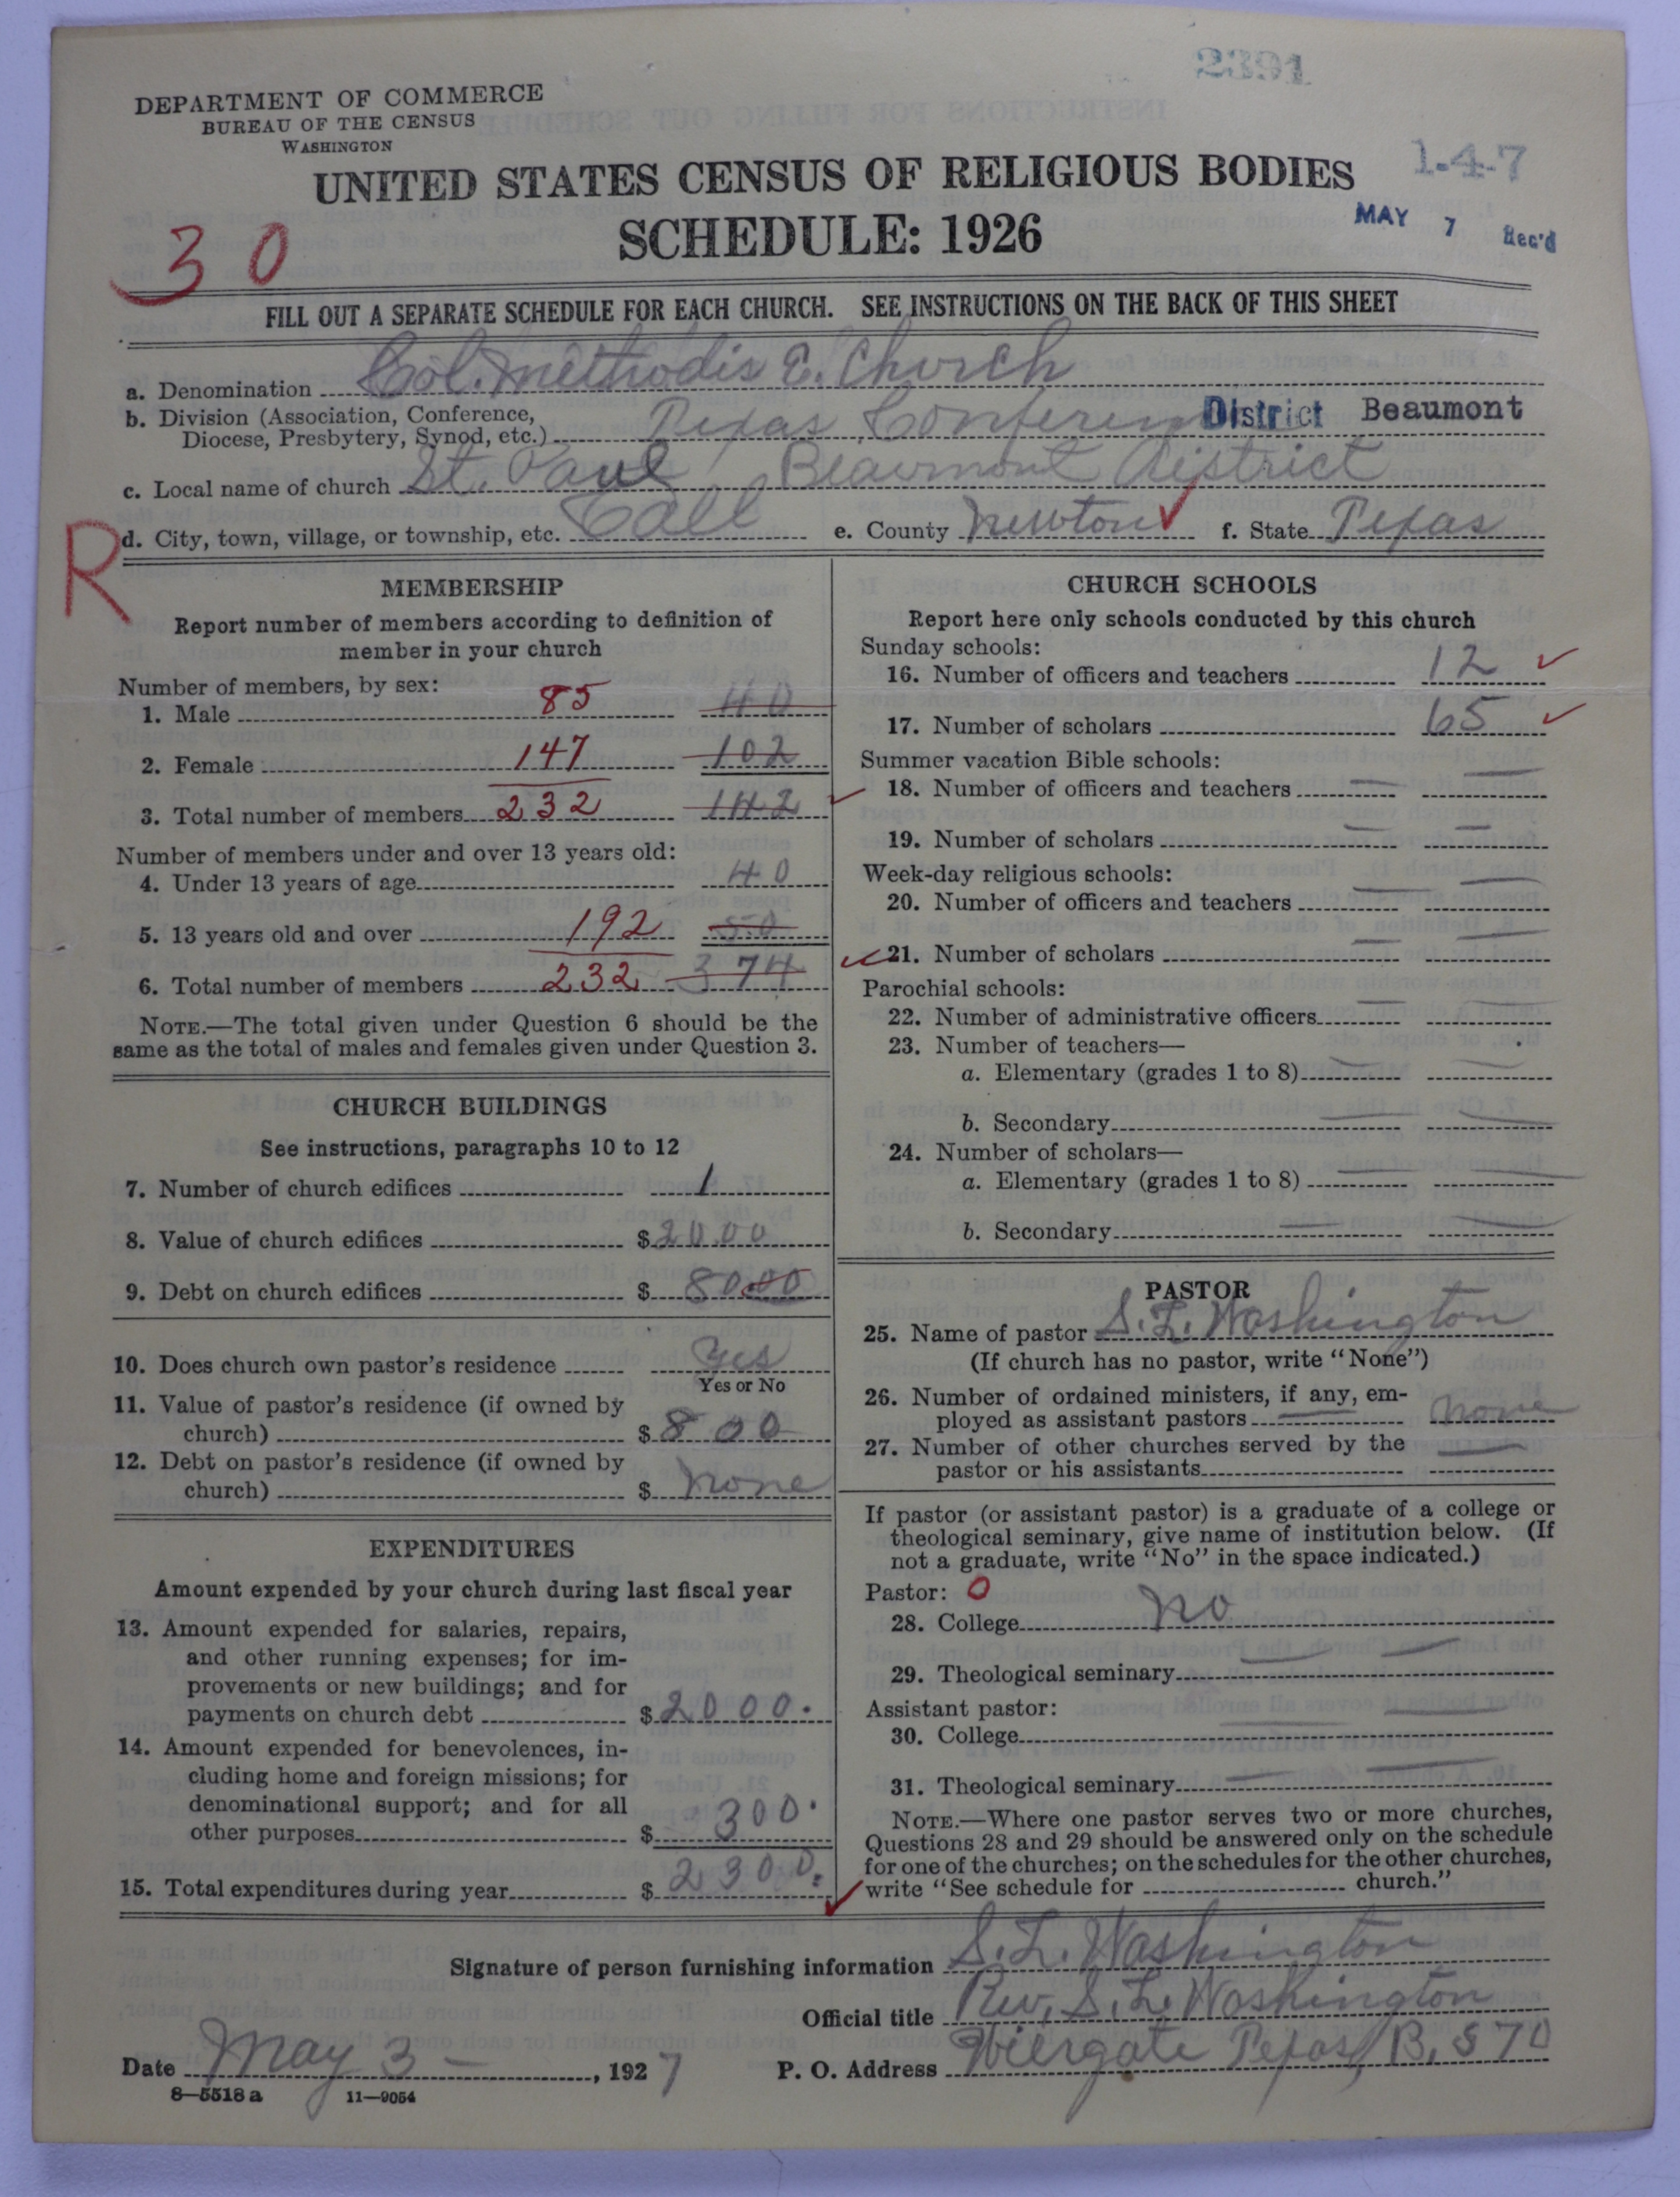 2391
DEPARTMENT OF COMMERCE
BUREAU OF THE CENSUS
WASHINGTON
1-4-7
UNITED STATES CENSUS OF RELIGIOUS BODIES
SCHEDULE: 1926
MAY 7 Rec'd
30
FILL OUT A SEPARATE SCHEDULE FOR EACH CHURCH. SEE INSTRUCTIONS ON THE BACK OF THIS SHEET
a. Denomination Col. Methodis E. Church
b. Division (Association, Conference,
Diocese, Presbytery, Synod, etc.) Texas Conferen District Beaumont
c. Local name of church St. Paul Beaumont District
R
d. City, town, village, or township, etc. Call e. County Newton f. State Texas
MEMBERSHIP
Report number of members according to definition of
member in your church
Number of members, by sex:
1. Male 85 40
2. Female 147 102
3. Total number of members 232 142
Number of members under and over 13 years old:
4. Under 13 years of age 40
5. 13 years old and over 192 50
6. Total number of members 232 374
NOTE.—The total given under Question 6 should be the
same as the total of males and females given under Question 3.
CHURCH BUILDINGS
See instructions, paragraphs 10 to 12
7. Number of church edifices 1
8. Value of church edifices $2000
9. Debt on church edifices $8000
10. Does church own pastor's residence Yes
Yes or No
11. Value of pastor's residence (if owned by
church) $800
12. Debt on pastor's residence (if owned by
church) $ none
EXPENDITURES
Amount expended by your church during last fiscal year
13. Amount expended for salaries, repairs,
and other running expenses; for im-
provements or new buildings; and for
payments on church debt $2000.
14. Amount expended for benevolences, in-
cluding home and foreign missions; for
denominational support; and for all
other purposes $300.
15. Total expenditures during year $2300.
CHURCH SCHOOLS
Report here only schools conducted by this church
Sunday schools:
16. Number of officers and teachers 12
17. Number of scholars 65
Summer vacation Bible schools:
18. Number of officers and teachers — —
19. Number of scholars — —
Week-day religious schools:
20. Number of officers and teachers — —
21. Number of scholars — —
Parochial schools:
22. Number of administrative officers — —
23. Number of teachers—
a. Elementary (grades 1 to 8) — —
b. Secondary — —
24. Number of scholars—
a. Elementary (grades 1 to 8) — —
b. Secondary — —
PASTOR
25. Name of pastor S. L. Washington
(If church has no pastor, write "None")
26. Number of ordained ministers, if any, em-
ployed as assistant pastors — none
27. Number of other churches served by the
pastor or his assistants —
If pastor (or assistant pastor) is a graduate of a college or
theological seminary, give name of institution below. (If
not a graduate, write "No" in the space indicated.)
Pastor: 0
28. College no
29. Theological seminary — —
Assistant pastor:
30. College — —
31. Theological seminary — —
NOTE.—Where one pastor serves two or more churches,
Questions 28 and 29 should be answered only on the schedule
for one of the churches; on the schedules for the other churches,
write "See schedule for church."
Signature of person furnishing information S. L. Washington
Official title Rev. S. L. Washington
Date May 3 - , 1927 P. O. Address Wiergate Texas, B. 570
8-5518 a 11-9054